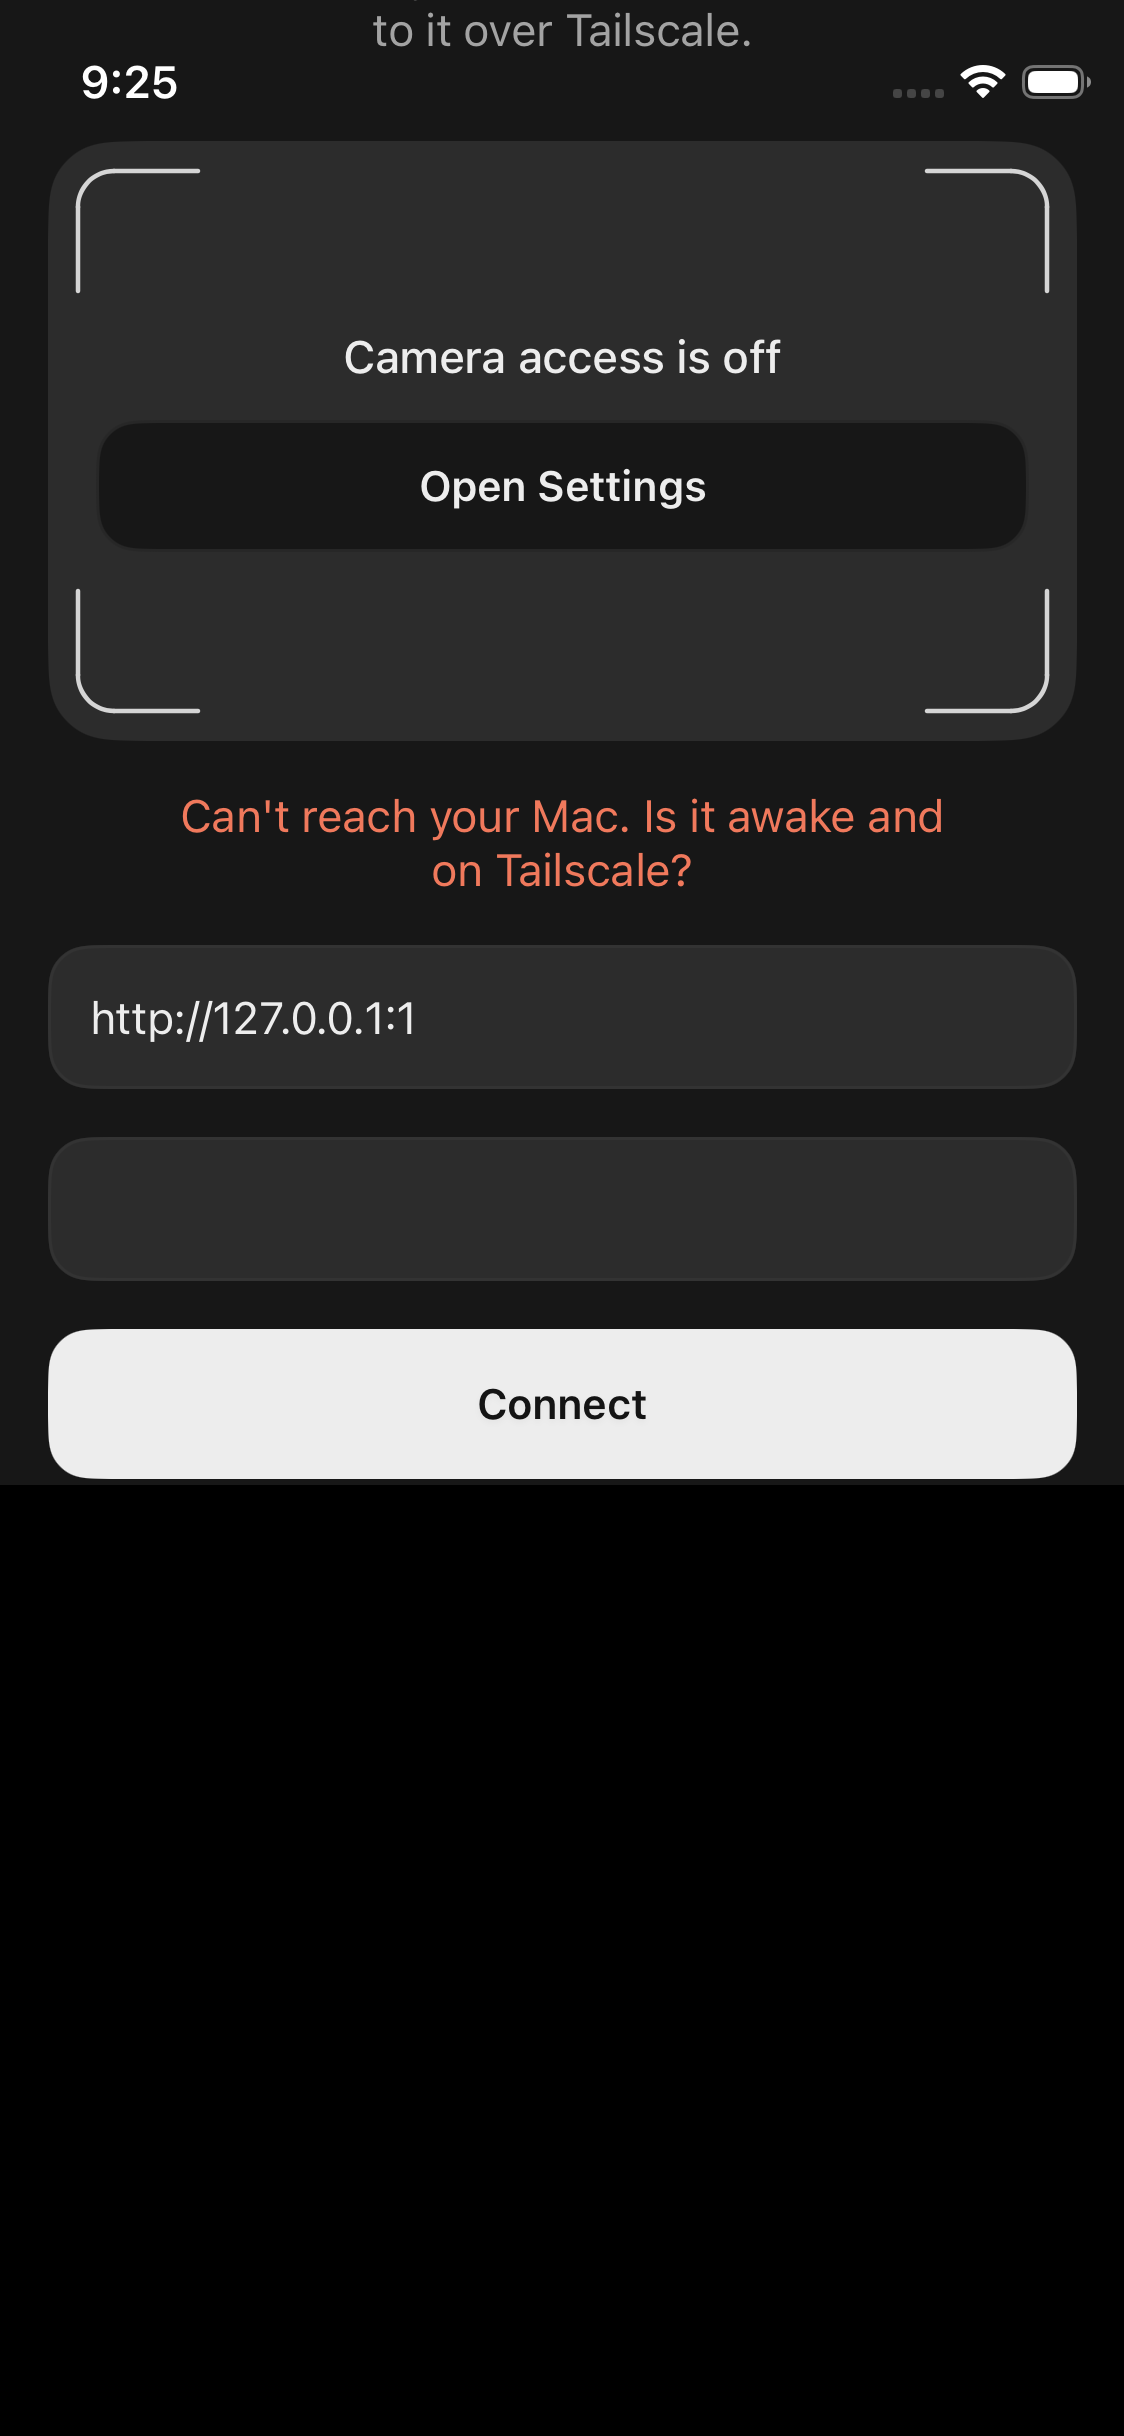 to it over Tailscale.
9:25
Camera access is off
Open Settings
Can't reach your Mac. Is it awake and
on Tailscale?
http://127.0.0.1:1
Connect